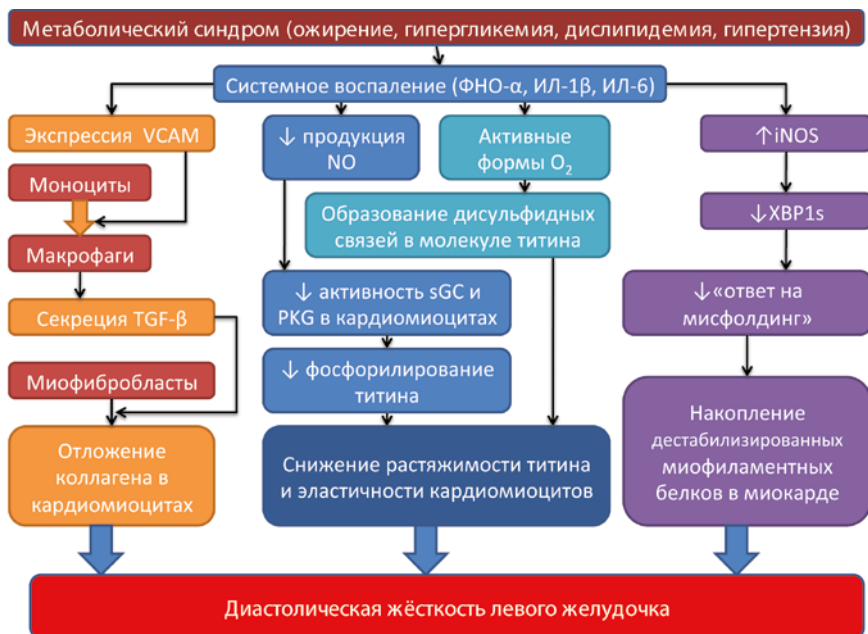 Метаболический синдром (ожирение, гипергликемия, дислипидемия, гипертензия)
Системное воспаление (ФНО-α, ИЛ-1β, ИЛ-6)
Экспрессия VCAM
Моноциты
Макрофаги
Секреция TGF-β
Миофибробласты
Отложение
коллагена в
кардиомиоцитах
↓ продукция
NO
Активные
формы O₂
Образование дисульфидных
связей в молекуле титина
↓ активность sGC и
PKG в кардиомиоцитах
↓ фосфорилирование
титина
Снижение растяжимости титина
и эластичности кардиомиоцитов
↑iNOS
↓XBP1s
↓«ответ на
мисфолдинг»
Накопление
дестабилизированных
миофиламентных
белков в миокарде
Диастолическая жёсткость левого желудочка